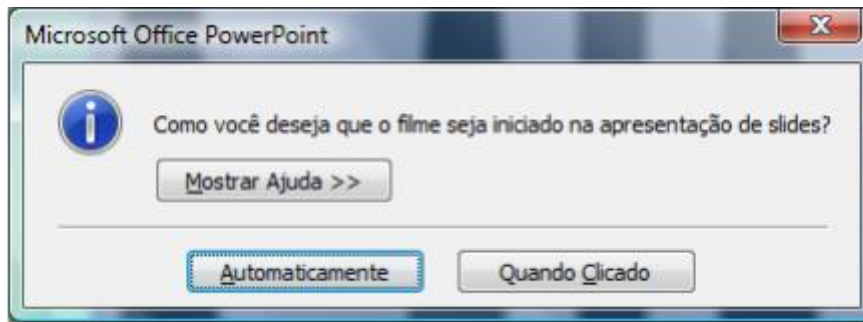 Microsoft Office PowerPoint
Como você deseja que o filme seja iniciado na apresentação de slides?
Mostrar Ajuda >>
Automaticamente
Quando Clicado